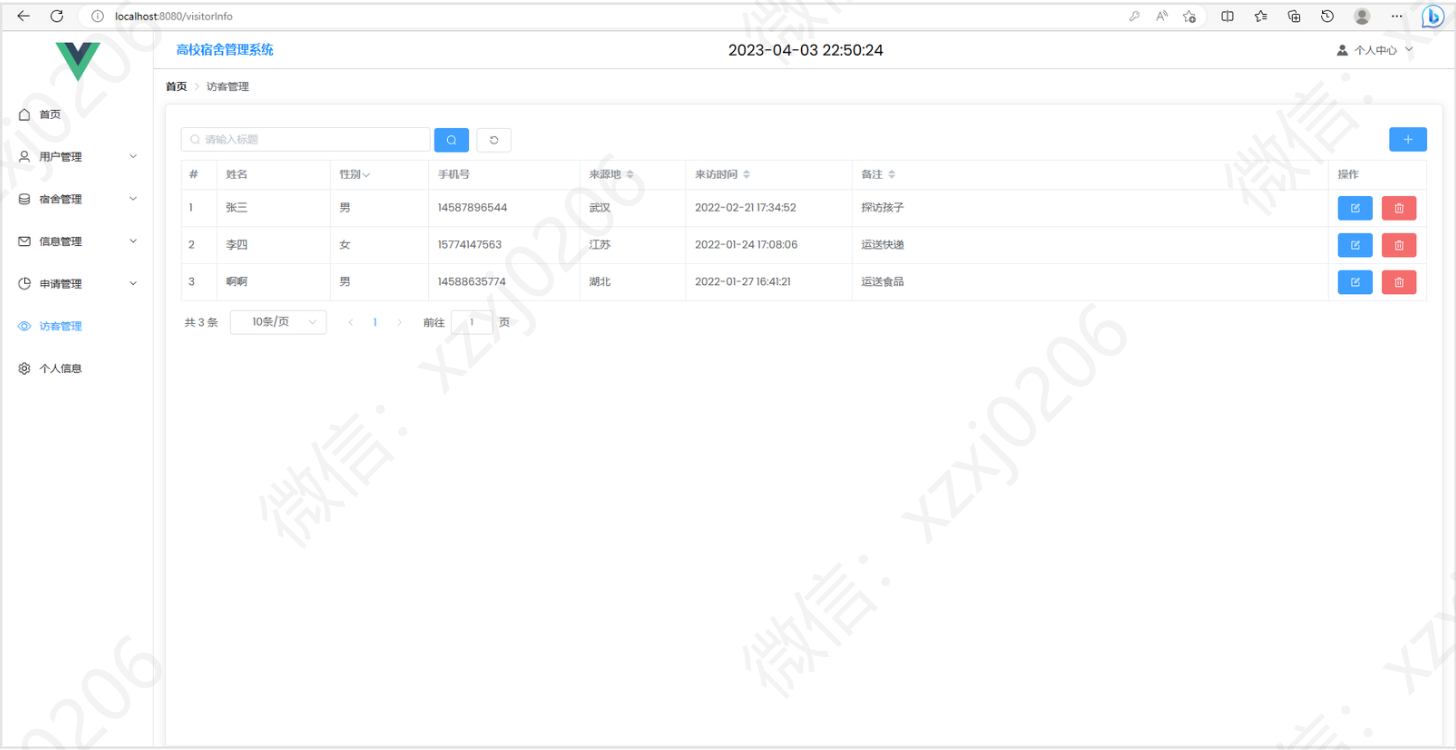 localhost:8080/visitorInfo
高校宿舍管理系统 2023-04-03 22:50:24 个人中心
首页 > 访客管理
首页
用户管理
宿舍管理
信息管理
申请管理
访客管理
个人信息
请输入标题
# 姓名 性别 手机号 来源地 来访时间 备注 操作
1 张三 男 14587896544 武汉 2022-02-21 17:34:52 探访孩子
2 李四 女 15774147563 江苏 2022-01-24 17:08:06 运送快递
3 啊啊 男 14588635774 湖北 2022-01-27 16:41:21 运送食品
共 3 条 10条/页 < 1 > 前往 1 页
微信：xzxj0206
微信：xzxj0206